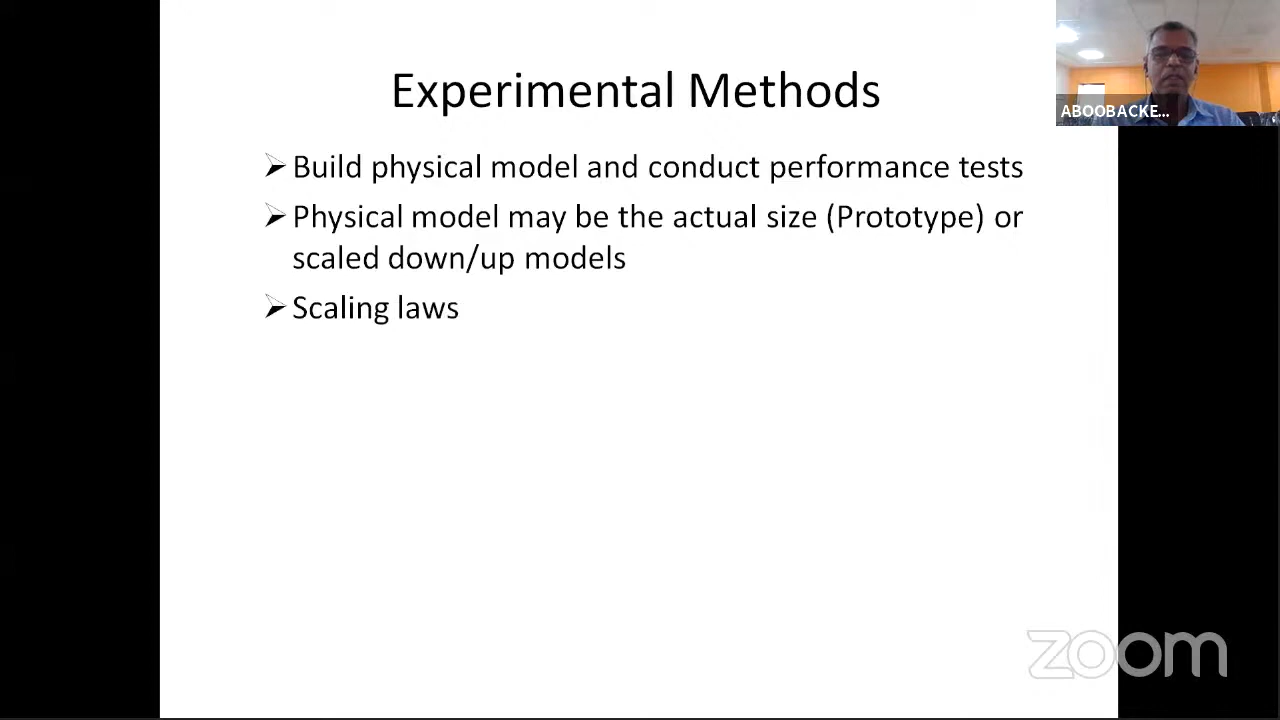 Experimental Methods
ABOOBACKE...
➢ Build physical model and conduct performance tests
➢ Physical model may be the actual size (Prototype) or
scaled down/up models
➢ Scaling laws
zoom